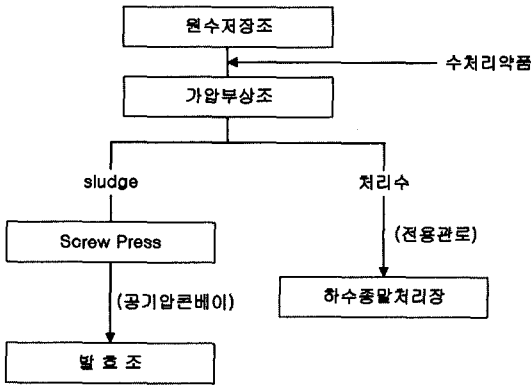 원수저장조
수처리약품
가압부상조
sludge
처리수
Screw Press
(전용관로)
(공기압콘베이)
하수종말처리장
발 효 조